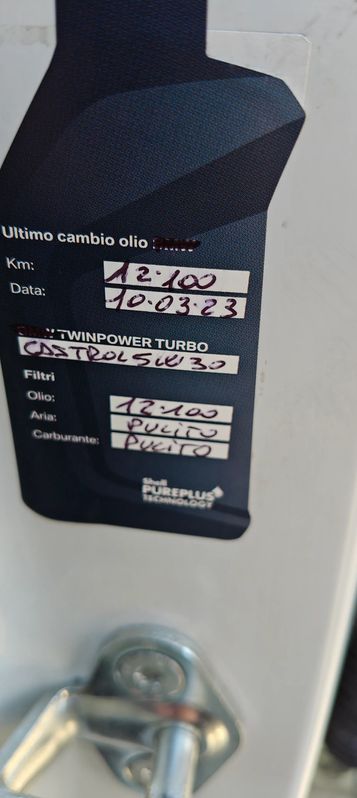 Ultimo cambio olio
Km: 12.100
Data: 10.03.23
TWINPOWER TURBO
CASTROL 5W30
Filtri
Olio: 12.100
Aria: PULITO
Carburante: PULITO
Shell
PUREPLUS
TECHNOLOGY